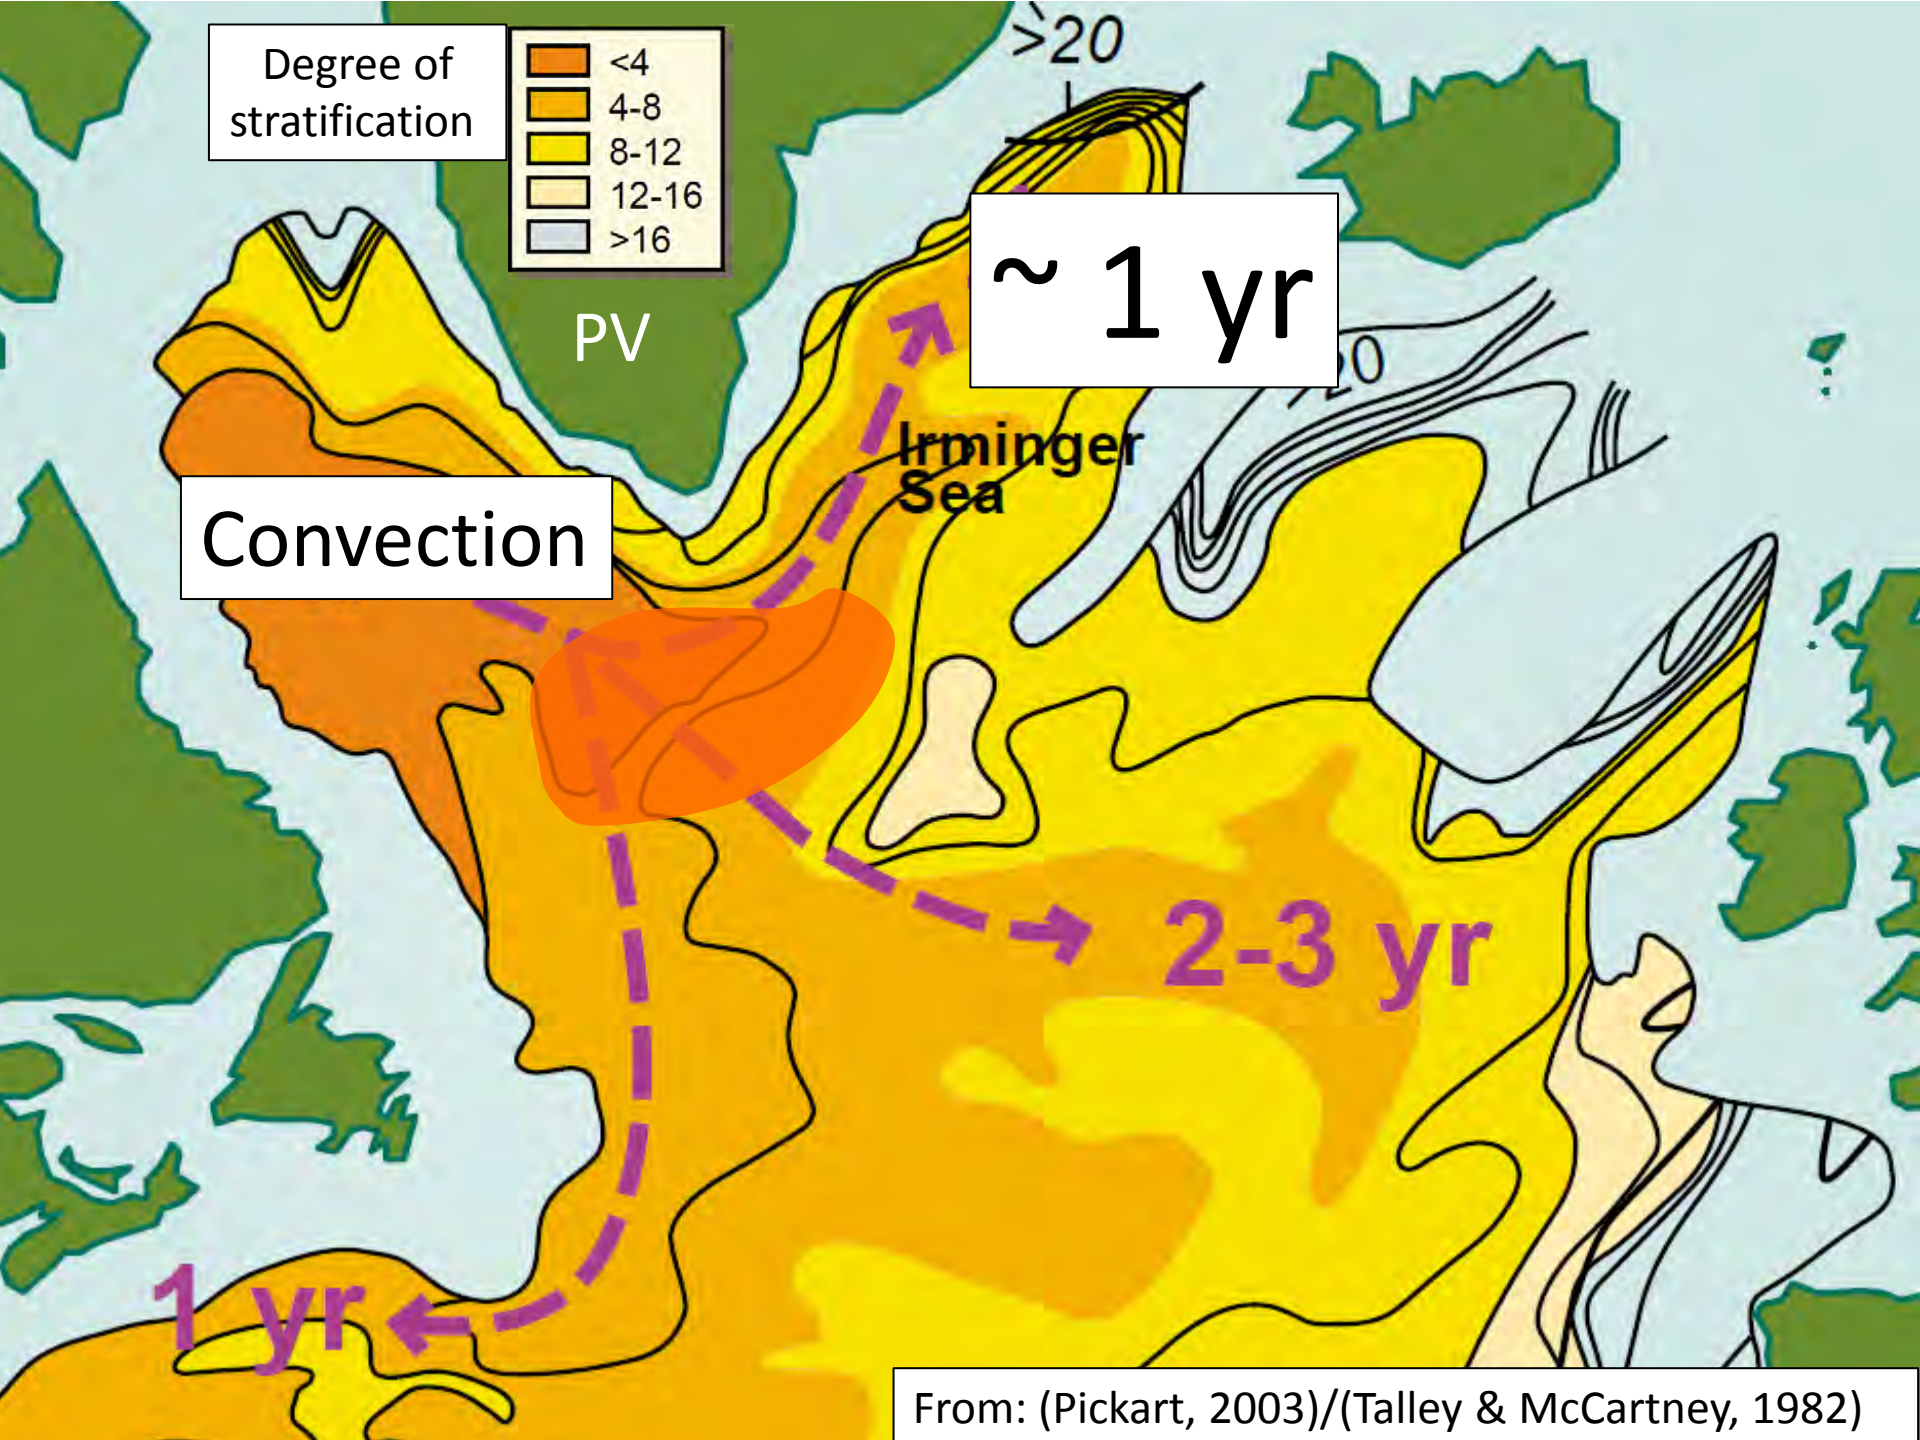 Degree of
stratification
<4
4-8
8-12
12-16
>16
PV
>20
~ 1 yr
20
Irminger
Sea
Convection
2-3 yr
1 yr
From: (Pickart, 2003)/(Talley & McCartney, 1982)